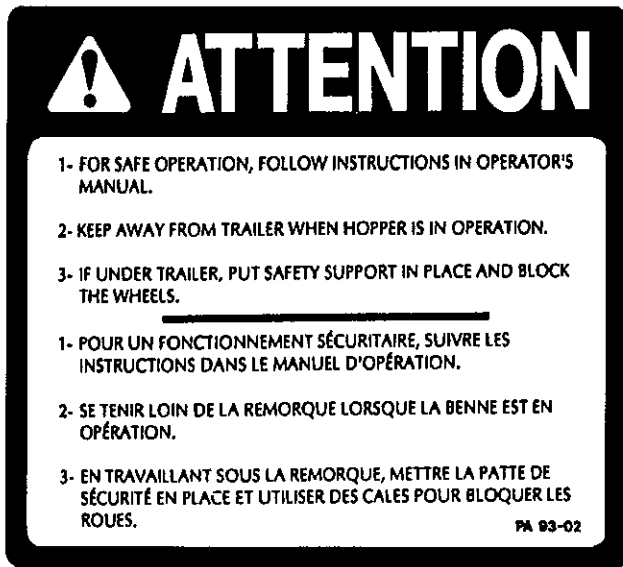 ATTENTION
1- FOR SAFE OPERATION, FOLLOW INSTRUCTIONS IN OPERATOR'S
MANUAL.
2- KEEP AWAY FROM TRAILER WHEN HOPPER IS IN OPERATION.
3- IF UNDER TRAILER, PUT SAFETY SUPPORT IN PLACE AND BLOCK
THE WHEELS.
1- POUR UN FONCTIONNEMENT SÉCURITAIRE, SUIVRE LES
INSTRUCTIONS DANS LE MANUEL D'OPÉRATION.
2- SE TENIR LOIN DE LA REMORQUE LORSQUE LA BENNE EST EN
OPÉRATION.
3- EN TRAVAILLANT SOUS LA REMORQUE, METTRE LA PATTE DE
SÉCURITÉ EN PLACE ET UTILISER DES CALES POUR BLOQUER LES
ROUES.
PA 93-02